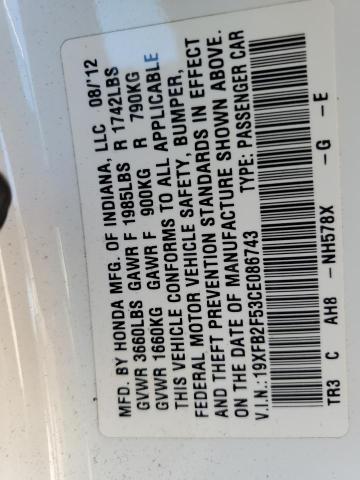 MFD. BY HONDA MFG. OF INDIANA, LLC 08/'12
GVWR 3660LBS GAWR F 1985LBS R 1742LBS
GVWR 1660KG GAWR F 900KG R 790KG
THIS VEHICLE CONFORMS TO ALL APPLICABLE
FEDERAL MOTOR VEHICLE SAFETY, BUMPER,
AND THEFT PREVENTION STANDARDS IN EFFECT
ON THE DATE OF MANUFACTURE SHOWN ABOVE.
V.I.N.:19XFB2F53CE086743 TYPE: PASSENGER CAR
TR3 C AH8 -NH578X -G -E